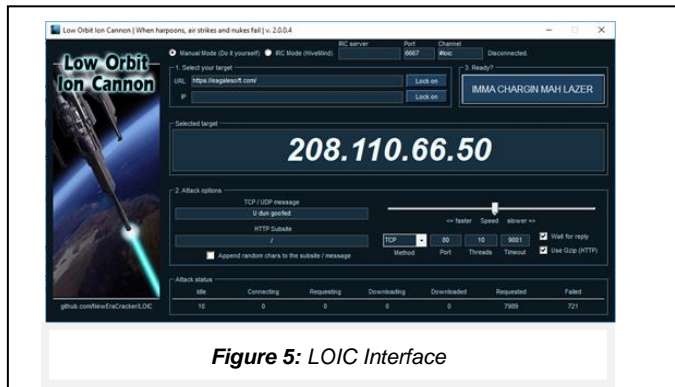 Low Orbit Ion Cannon | When harpoons, air strikes and nukes fail | v. 2.0.0.4
IRC server Port Channel
Manual Mode (Do it yourself) IRC Mode (HiveMind) 6667 #loic Disconnected.
Low Orbit
Ion Cannon
1. Select your target
URL https://eagalesoft.com/ Lock on
IP Lock on
3. Ready?
IMMA CHARGIN MAH LAZER
Selected target
208.110.66.50
2. Attack options
TCP / UDP message
U dun goofed
HTTP Subsite
/
Append random chars to the subsite / message
<= faster Speed slower =>
TCP 80 10 9001
Method Port Threads Timeout
Wait for reply
Use Gzip (HTTP)
Attack status
Idle Connecting Requesting Downloading Downloaded Requested Failed
10 0 0 0 0 7989 721
github.com/NewEraCracker/LOIC
Figure 5: LOIC Interface